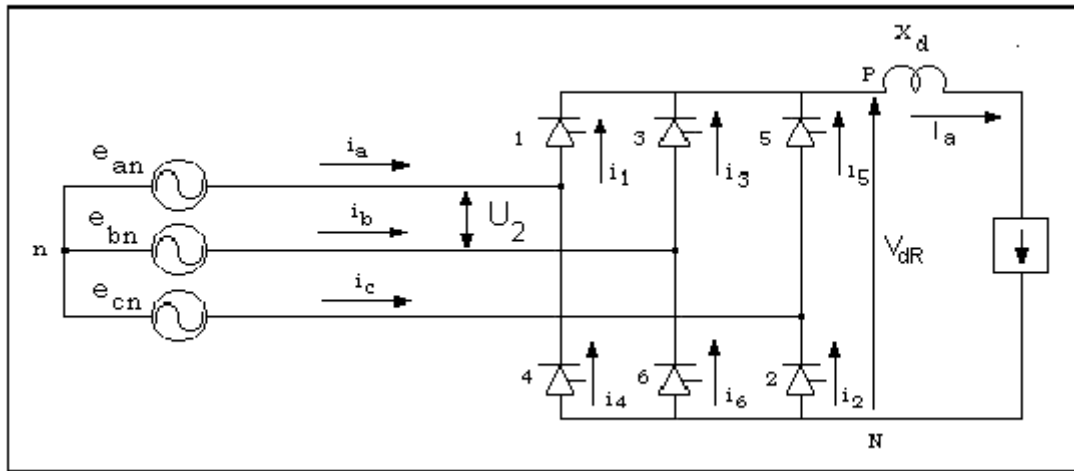 X_d
P
I_a
1
3
5
i_1
i_3
i_5
e_an
i_a
e_bn
i_b
U_2
n
V_dR
e_cn
i_c
4
6
2
i_4
i_6
i_2
N